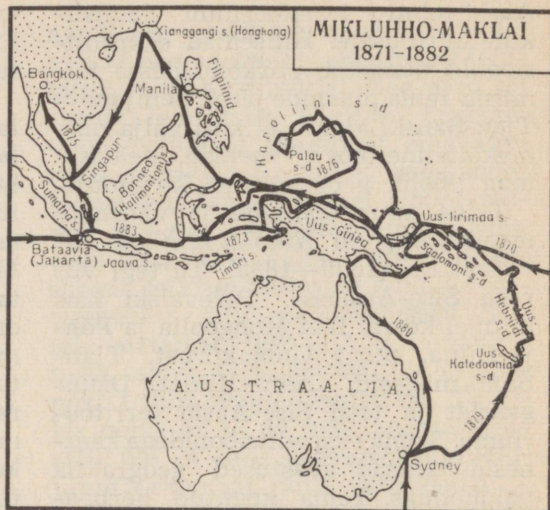 MIKLUHHO-MAKLAI
1871–1882
Xianggangi s. (Hongkong)
Bangkok
Manila
Filipiinid
Karoliini s-d
1875
Singapur
Borneo
(Kalimantan)s.
Palau
s-d
1876
Sumatra s.
Uus-Iirimaa s.
Bataavia
(Jakarta)
Jaava s.
1883
1873
Timori s.
Uus-Guinea
Saalomoni s-d
Uus
Hebriidi
s-d
1880
Uus
Kaledoonia
s-d
AUSTRAALIA
1879
Sydney